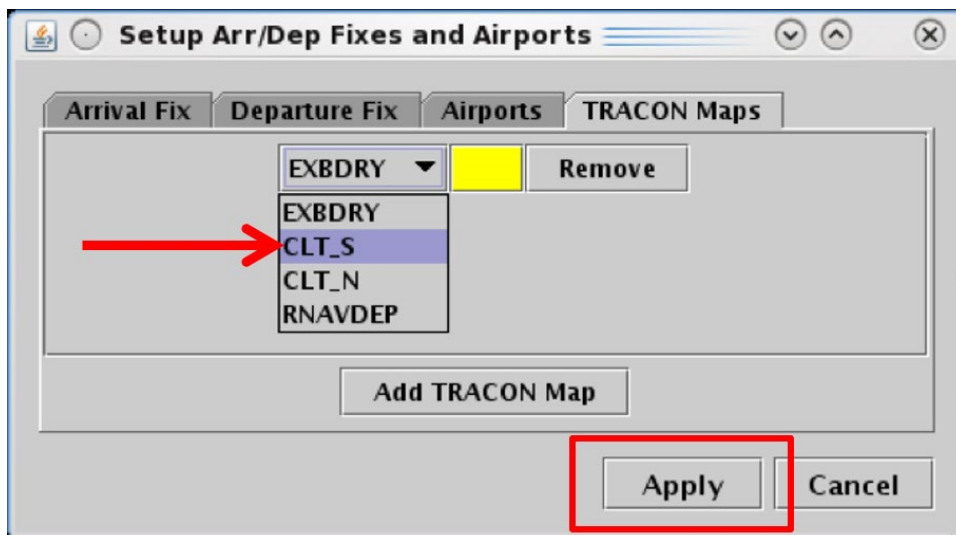 Setup Arr/Dep Fixes and Airports
Arrival Fix Departure Fix Airports TRACON Maps
EXBDRY Remove
EXBDRY
CLT_S
CLT_N
RNAVDEP
Add TRACON Map
Apply Cancel